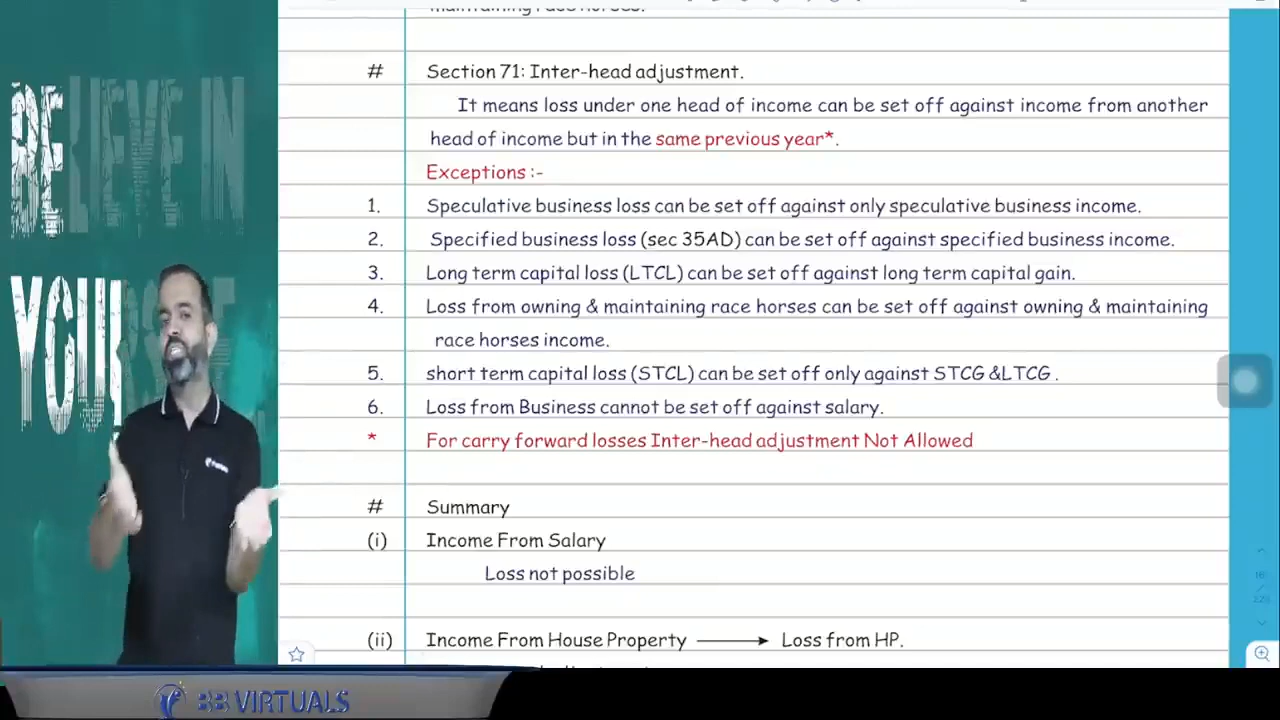 BELIEVE IN
YOURSELF
# Section 71: Inter-head adjustment.
It means loss under one head of income can be set off against income from another
head of income but in the same previous year*.
Exceptions :-
1. Speculative business loss can be set off against only speculative business income.
2. Specified business loss (sec 35AD) can be set off against specified business income.
3. Long term capital loss (LTCL) can be set off against long term capital gain.
4. Loss from owning & maintaining race horses can be set off against owning & maintaining
race horses income.
5. short term capital loss (STCL) can be set off only against STCG &LTCG .
6. Loss from Business cannot be set off against salary.
* For carry forward losses Inter-head adjustment Not Allowed
# Summary
(i) Income From Salary
Loss not possible
(ii) Income From House Property ⟶ Loss from HP.
BB VIRTUALS